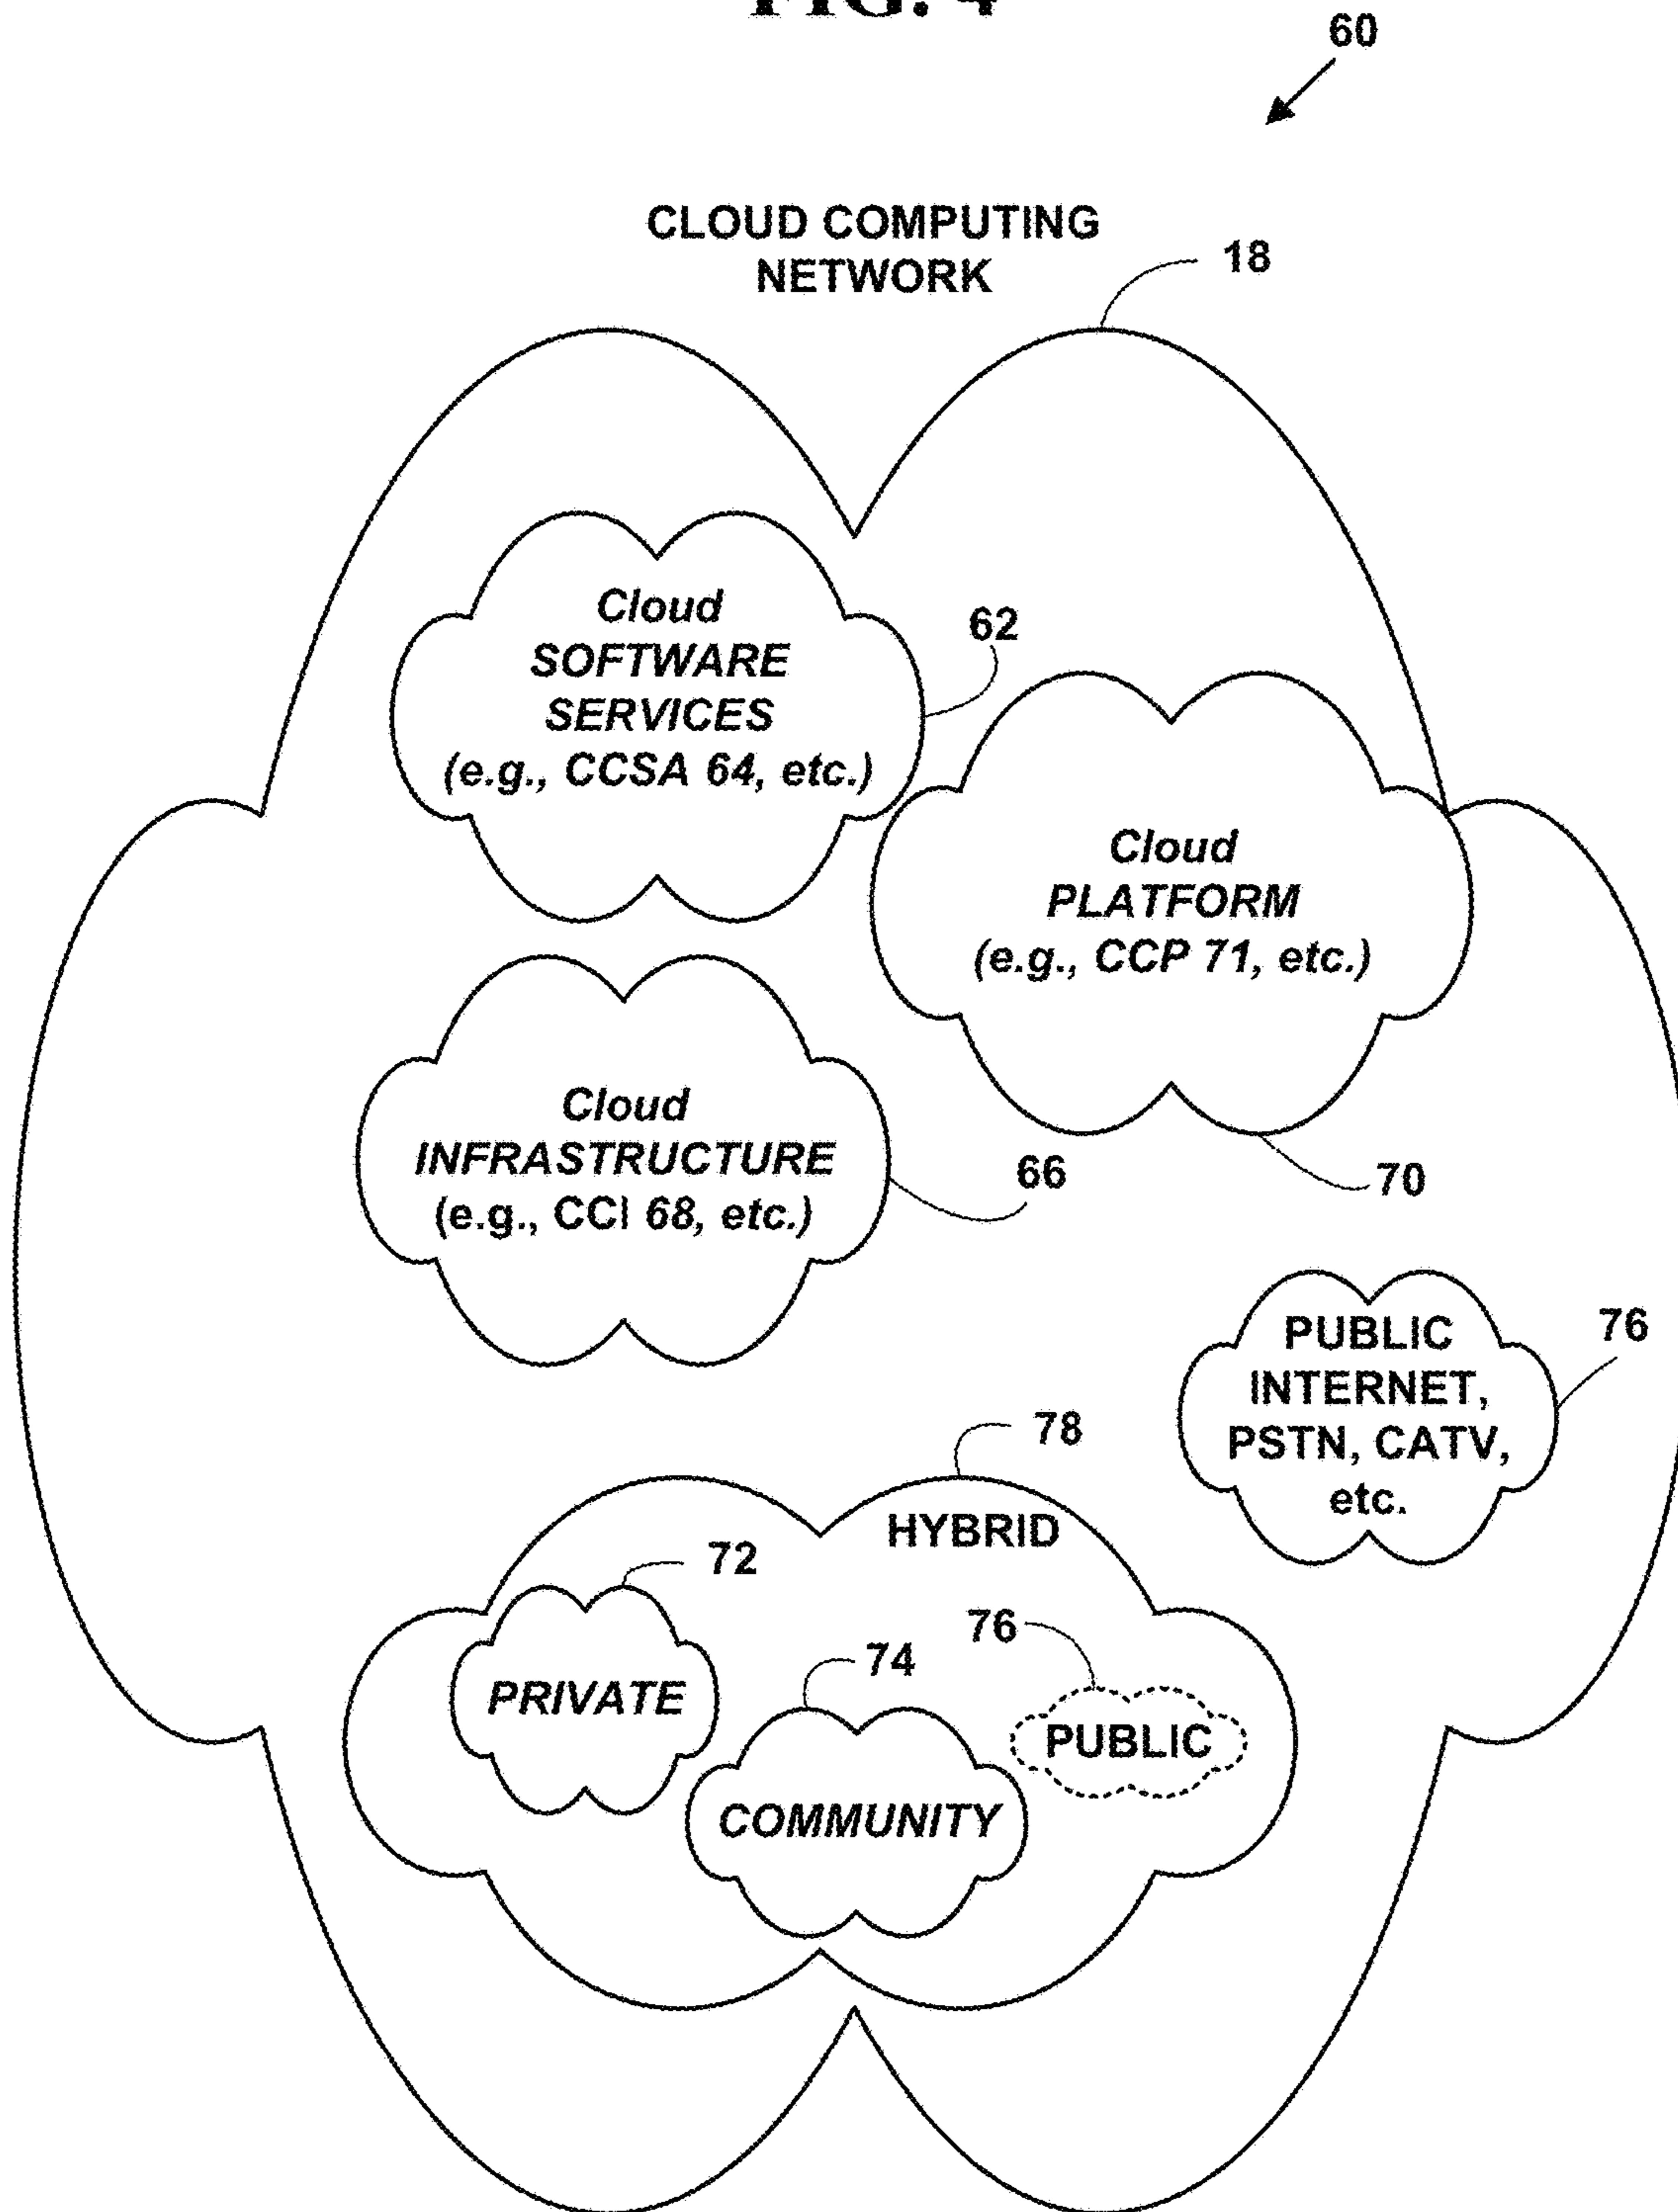 FIG. 4
60
CLOUD COMPUTING
NETWORK
18
Cloud
SOFTWARE
SERVICES
(e.g., CCSA 64, etc.)
62
Cloud
PLATFORM
(e.g., CCP 71, etc.)
70
Cloud
INFRASTRUCTURE
(e.g., CCI 68, etc.)
66
PUBLIC
INTERNET,
PSTN, CATV,
etc.
76
78
HYBRID
72
PRIVATE
74
COMMUNITY
76
PUBLIC